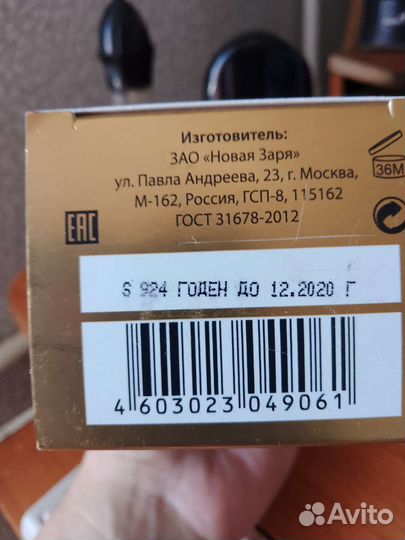 Изготовитель:
ЗАО «Новая Заря»
ул. Павла Андреева, 23, г. Москва,
М-162, Россия, ГСП-8, 115162
ГОСТ 31678-2012
36M
EAC
S 924 ГОДЕН ДО 12.2020 Г
4 603023 049061
Avito